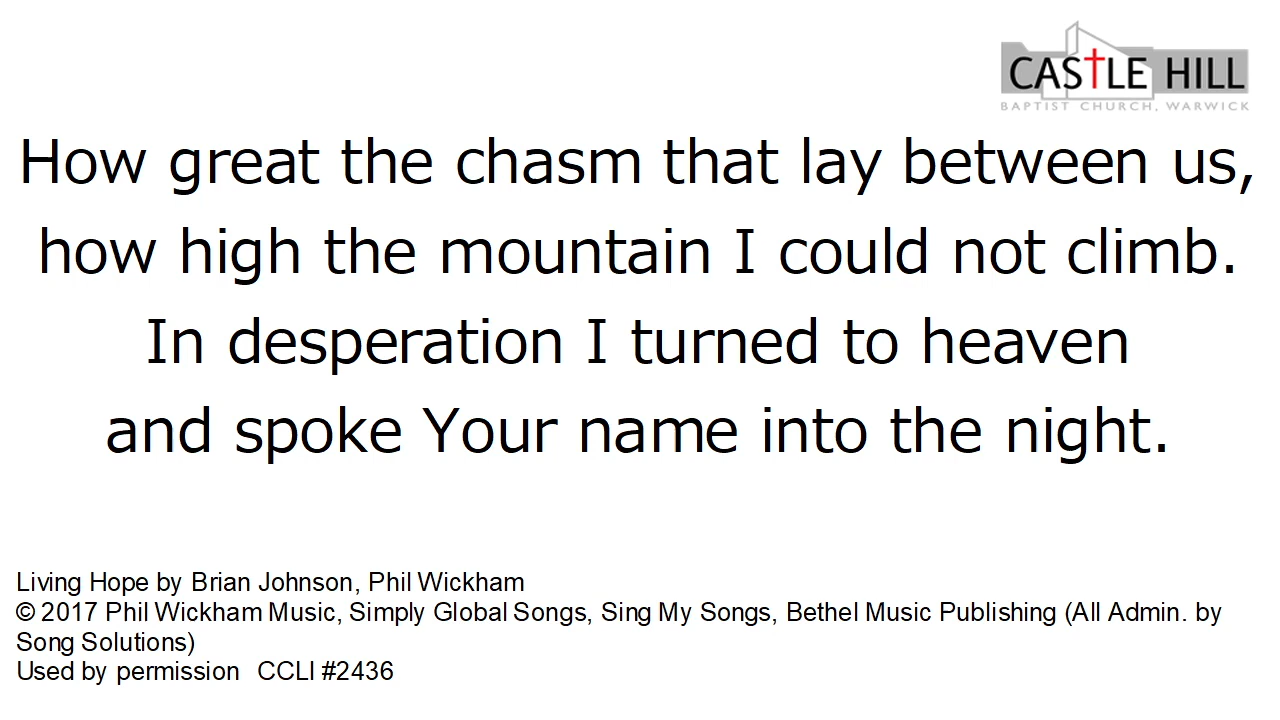 CASTLE HILL
BAPTIST CHURCH, WARWICK
How great the chasm that lay between us,
how high the mountain I could not climb.
In desperation I turned to heaven
and spoke Your name into the night.
Living Hope by Brian Johnson, Phil Wickham
© 2017 Phil Wickham Music, Simply Global Songs, Sing My Songs, Bethel Music Publishing (All Admin. by
Song Solutions)
Used by permission CCLI #2436